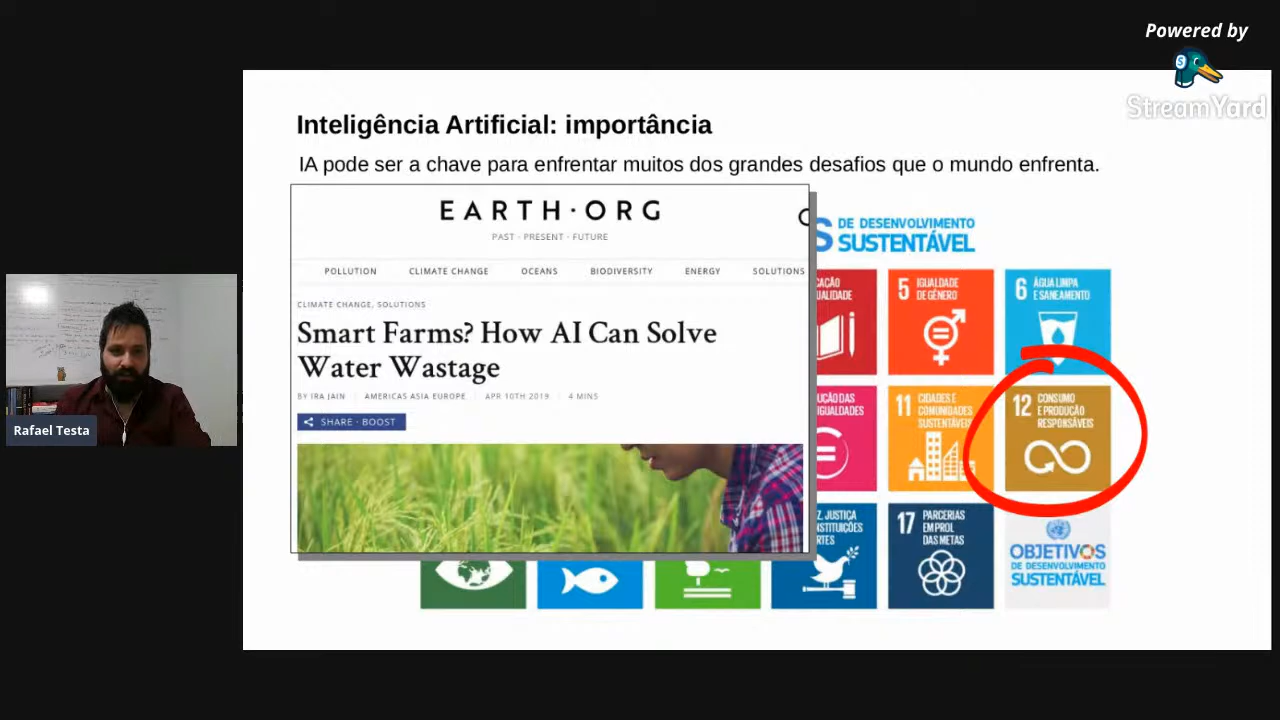 Powered by
StreamYard
Inteligência Artificial: importância
IA pode ser a chave para enfrentar muitos dos grandes desafios que o mundo enfrenta.
EARTH·ORG
PAST · PRESENT · FUTURE
POLLUTION CLIMATE CHANGE OCEANS BIODIVERSITY ENERGY SOLUTIONS
CLIMATE CHANGE, SOLUTIONS
Smart Farms? How AI Can Solve
Water Wastage
BY IRA JAIN AMERICAS ASIA EUROPE APR 10TH 2019 4 MINS
SHARE · BOOST
S DE DESENVOLVIMENTO
SUSTENTÁVEL
5 IGUALDADE
DE GÊNERO
6 ÁGUA LIMPA
E SANEAMENTO
11 CIDADES E
COMUNIDADES
SUSTENTÁVEIS
12 CONSUMO
E PRODUÇÃO
RESPONSÁVEIS
17 PARCERIAS
EM PROL
DAS METAS
OBJETIVOS
DE DESENVOLVIMENTO
SUSTENTÁVEL
Rafael Testa